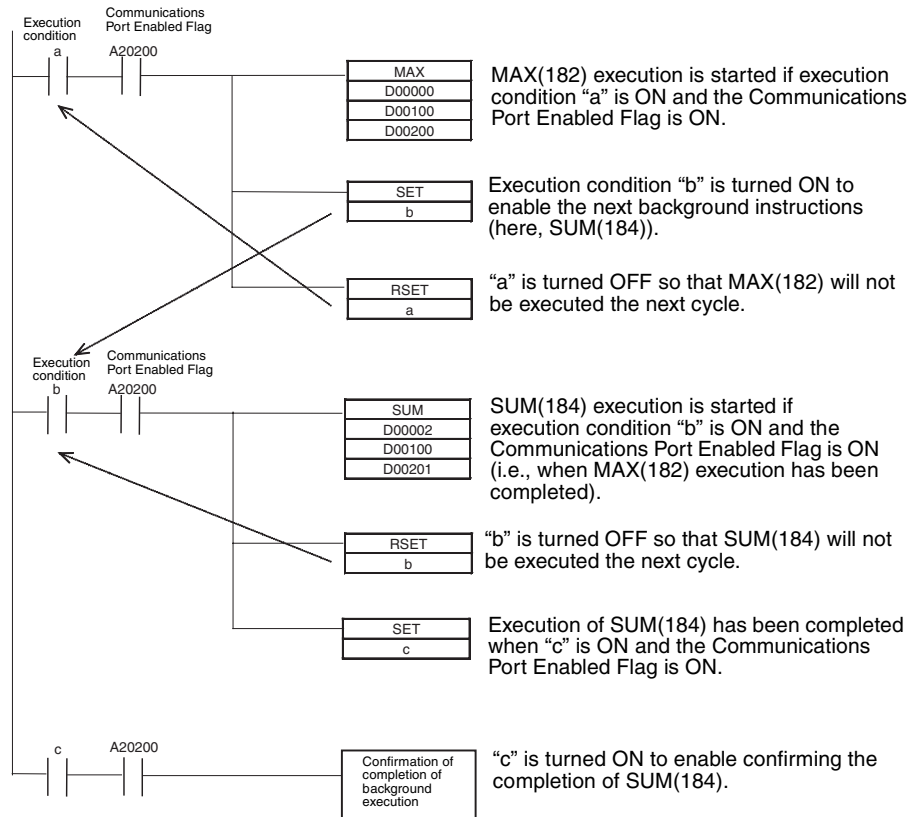 Execution
condition
a
Communications
Port Enabled Flag
A20200
MAX
D00000
D00100
D00200
MAX(182) execution is started if execution
condition “a” is ON and the Communications
Port Enabled Flag is ON.
SET
b
Execution condition “b” is turned ON to
enable the next background instructions
(here, SUM(184)).
RSET
a
“a” is turned OFF so that MAX(182) will not
be executed the next cycle.
Execution
condition
b
Communications
Port Enabled Flag
A20200
SUM
D00002
D00100
D00201
SUM(184) execution is started if
execution condition “b” is ON and the
Communications Port Enabled Flag is ON
(i.e., when MAX(182) execution has been
completed).
RSET
b
“b” is turned OFF so that SUM(184) will not
be executed the next cycle.
SET
c
Execution of SUM(184) has been completed
when “c” is ON and the Communications
Port Enabled Flag is ON.
c
A20200
Confirmation of
completion of
background
execution
“c” is turned ON to enable confirming the
completion of SUM(184).